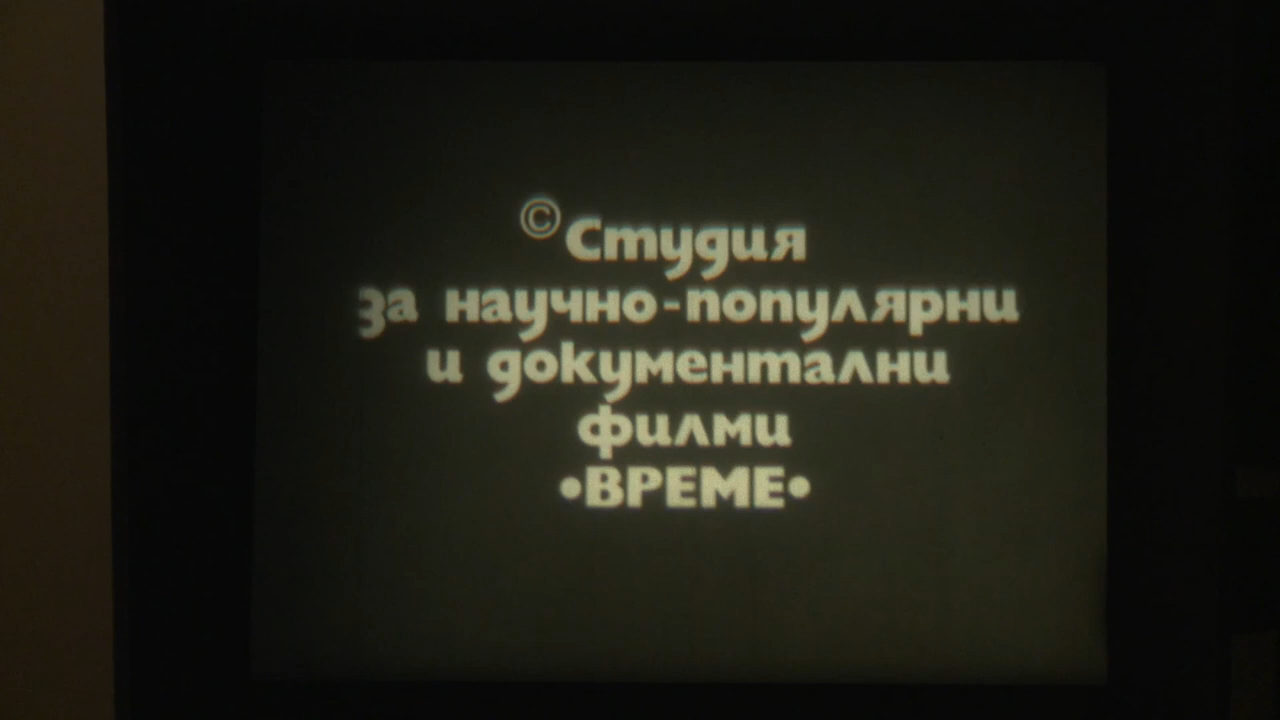 © Студия
за научно-популярни
и документални
филми
•ВРЕМЕ•